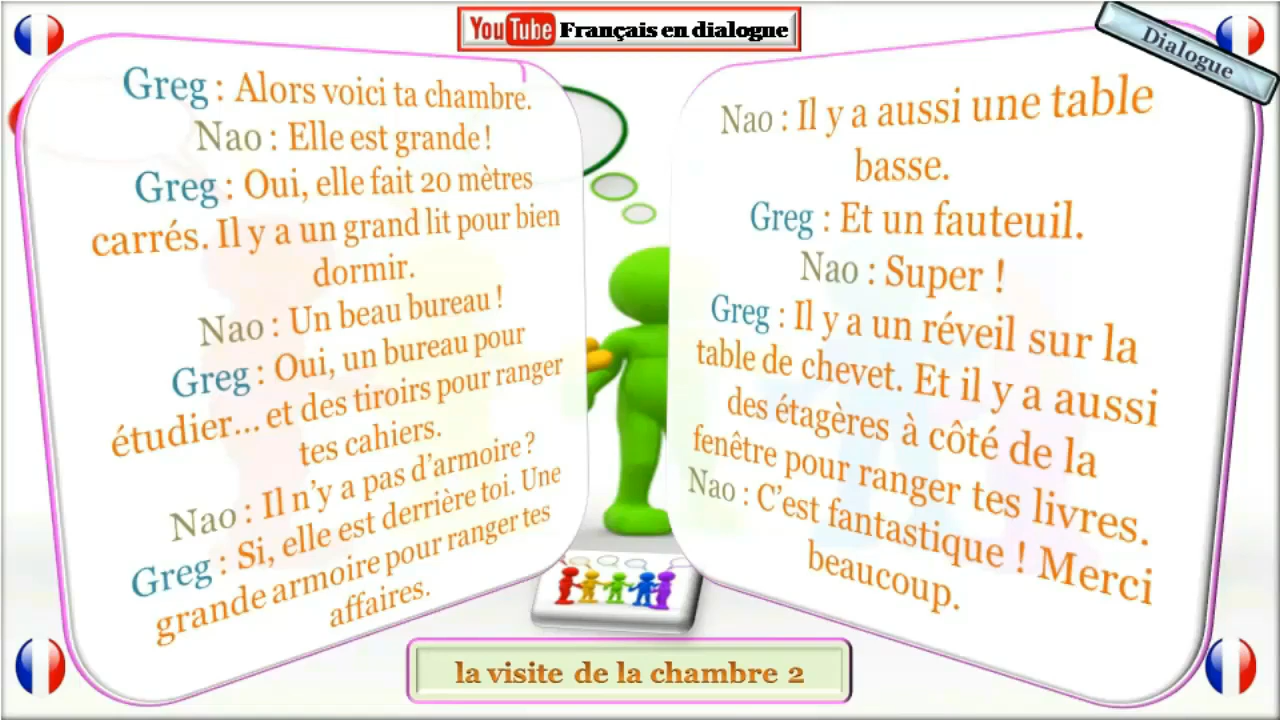 YouTube Français en dialogue
Dialogue
Greg : Alors voici ta chambre.
Nao : Elle est grande !
Greg : Oui, elle fait 20 mètres
carrés. Il y a un grand lit pour bien
dormir.
Nao : Un beau bureau !
Greg : Oui, un bureau pour
étudier... et des tiroirs pour ranger
tes cahiers.
Nao : Il n’y a pas d’armoire ?
Greg : Si, elle est derrière toi. Une
grande armoire pour ranger tes
affaires.
Nao : Il y a aussi une table
basse.
Greg : Et un fauteuil.
Nao : Super !
Greg : Il y a un réveil sur la
table de chevet. Et il y a aussi
des étagères à côté de la
fenêtre pour ranger tes livres.
Nao : C’est fantastique ! Merci
beaucoup.
la visite de la chambre 2